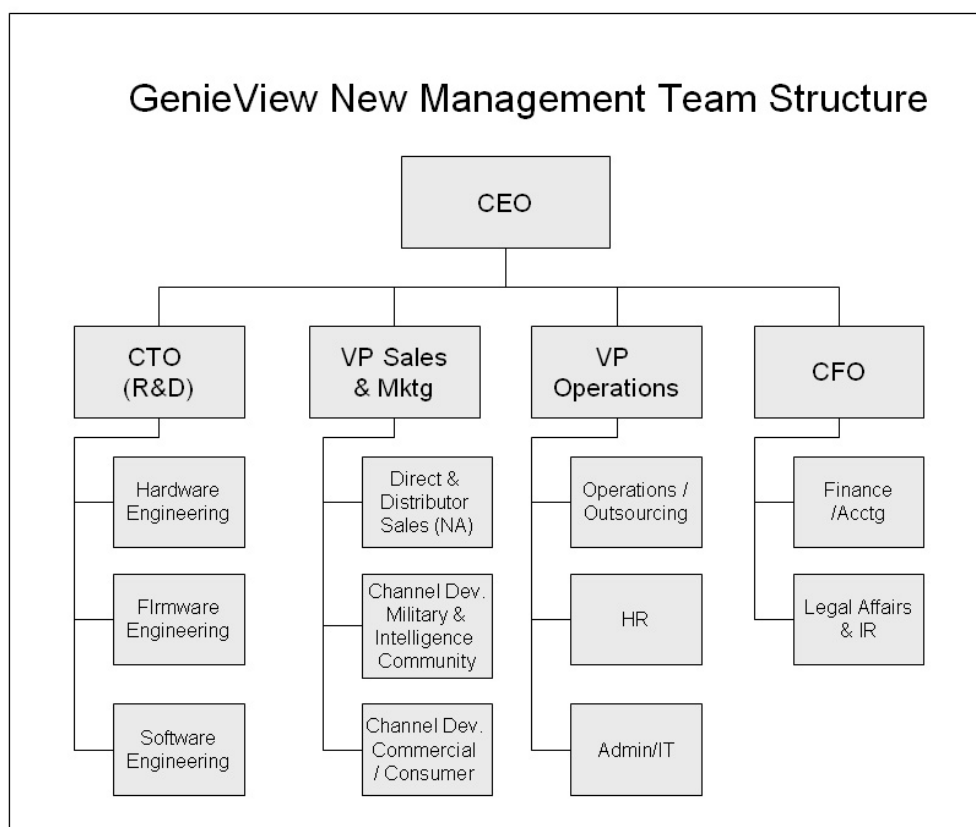 GenieView New Management Team Structure
CEO
CTO
(R&D)
VP Sales
& Mktg
VP
Operations
CFO
Hardware
Engineering
FIrmware
Engineering
Software
Engineering
Direct &
Distributor
Sales (NA)
Channel Dev.
Military &
Intelligence
Community
Channel Dev.
Commercial
/ Consumer
Operations /
Outsourcing
HR
Admin/IT
Finance
/Acctg
Legal Affairs
& IR